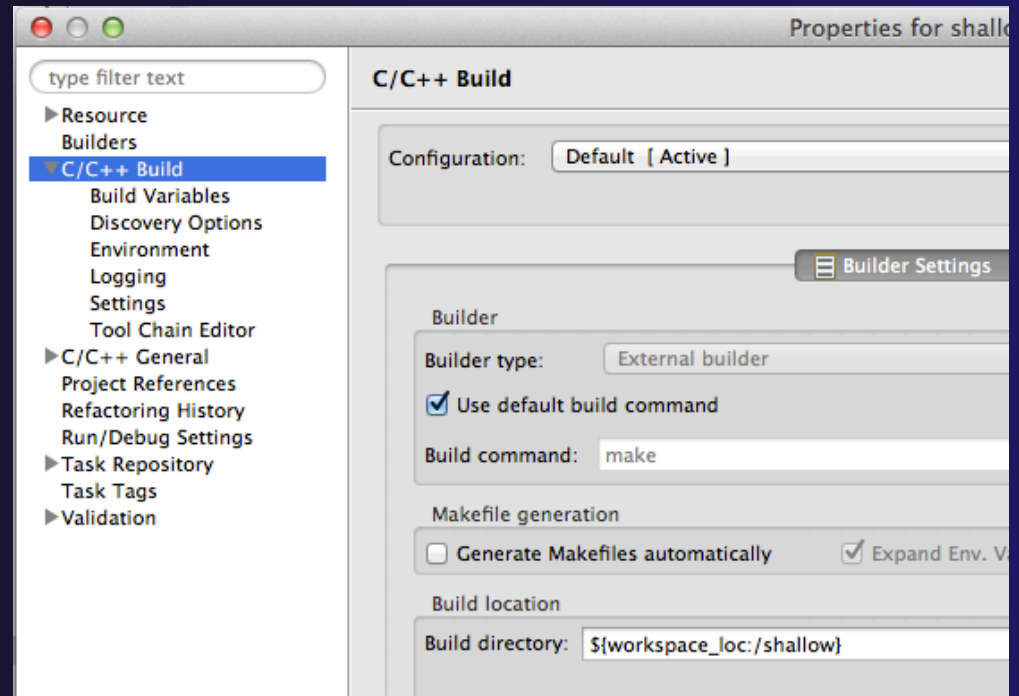 Properties for shallo
type filter text
Resource
Builders
C/C++ Build
Build Variables
Discovery Options
Environment
Logging
Settings
Tool Chain Editor
C/C++ General
Project References
Refactoring History
Run/Debug Settings
Task Repository
Task Tags
Validation
C/C++ Build
Configuration: Default [ Active ]
Builder Settings
Builder
Builder type: External builder
Use default build command
Build command: make
Makefile generation
Generate Makefiles automatically Expand Env. Va
Build location
Build directory: ${workspace_loc:/shallow}